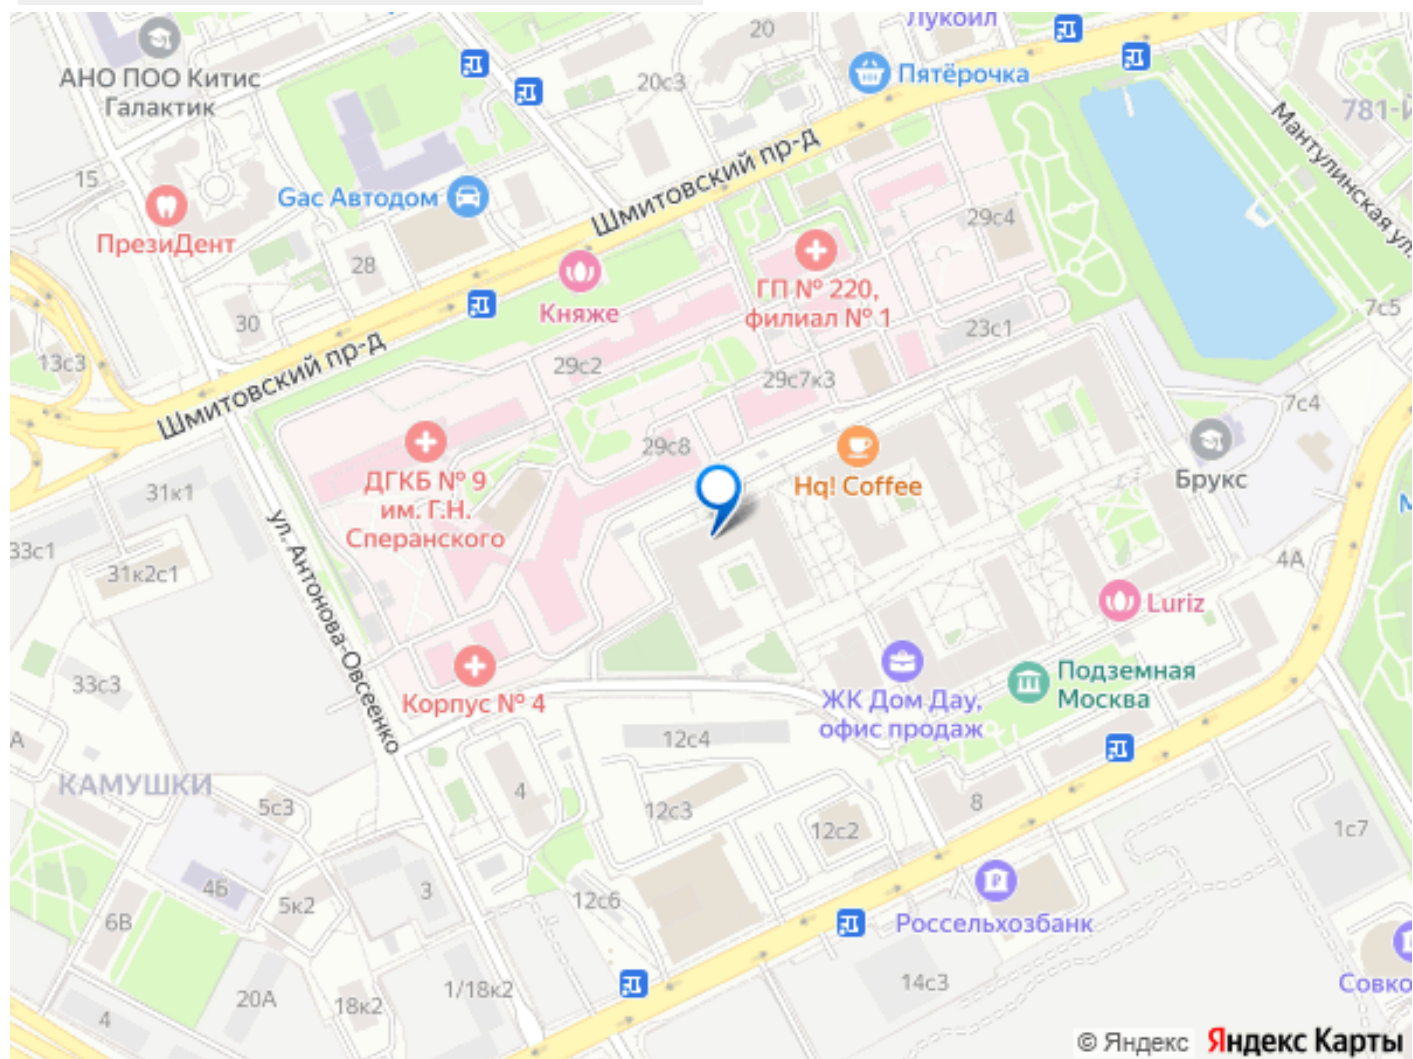 Лукойл
20
АНО ПОО Китис
Галактик
20с3
Пятёрочка
781-Й
Мантулинская ул.
15
Gac Автодом
Шмитовский пр-д
29с4
ПрезиДент
28
ГП № 220,
филиал № 1
Княже
30
23с1
7с5
13с3
Шмитовский пр-д
29с2
29с7к3
7с4
29с8
Hq! Coffee
Брукс
ДГКБ № 9
им. Г.Н.
Сперанского
31к1
33с1
31к2с1
ул. Антонова-Овсеенко
4А
Luriz
33с3
Корпус № 4
ЖК Дом Дау,
офис продаж
Подземная
Москва
12с4
А
КАМУШКИ
5с3
4
12с3
12с2
8
1с7
4Б
5к2
3
12с6
6В
Россельхозбанк
20А
18к2
1/18к2
14с3
Совко
4
© Яндекс Яндекс Карты